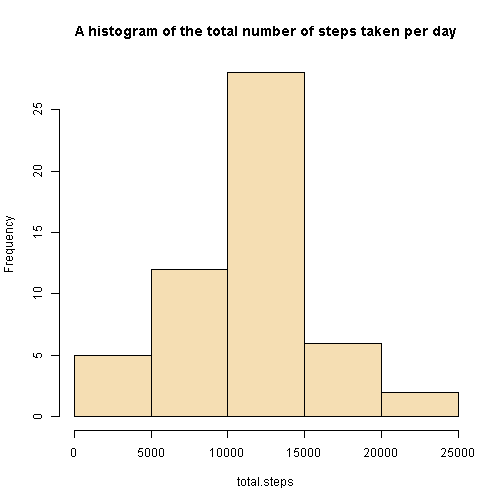 A histogram of the total number of steps taken per day
Frequency
25
20
15
10
5
0
0 5000 10000 15000 20000 25000
total.steps